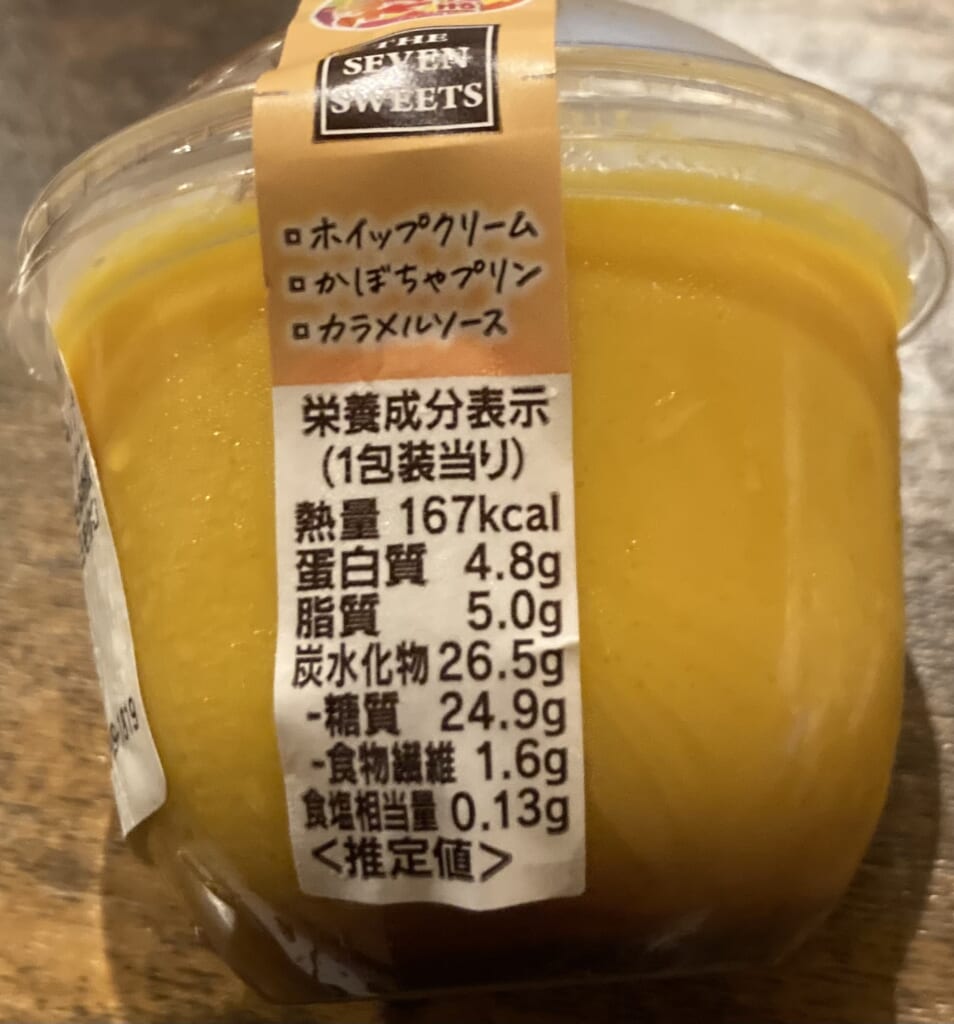 THE
SEVEN
SWEETS
ホイップクリーム
かぼちゃプリン
カラメルソース
栄養成分表示
(1包装当り)
熱量 167kcal
蛋白質 4.8g
脂質 5.0g
炭水化物 26.5g
-糖質 24.9g
-食物繊維 1.6g
食塩相当量 0.13g
<推定値>